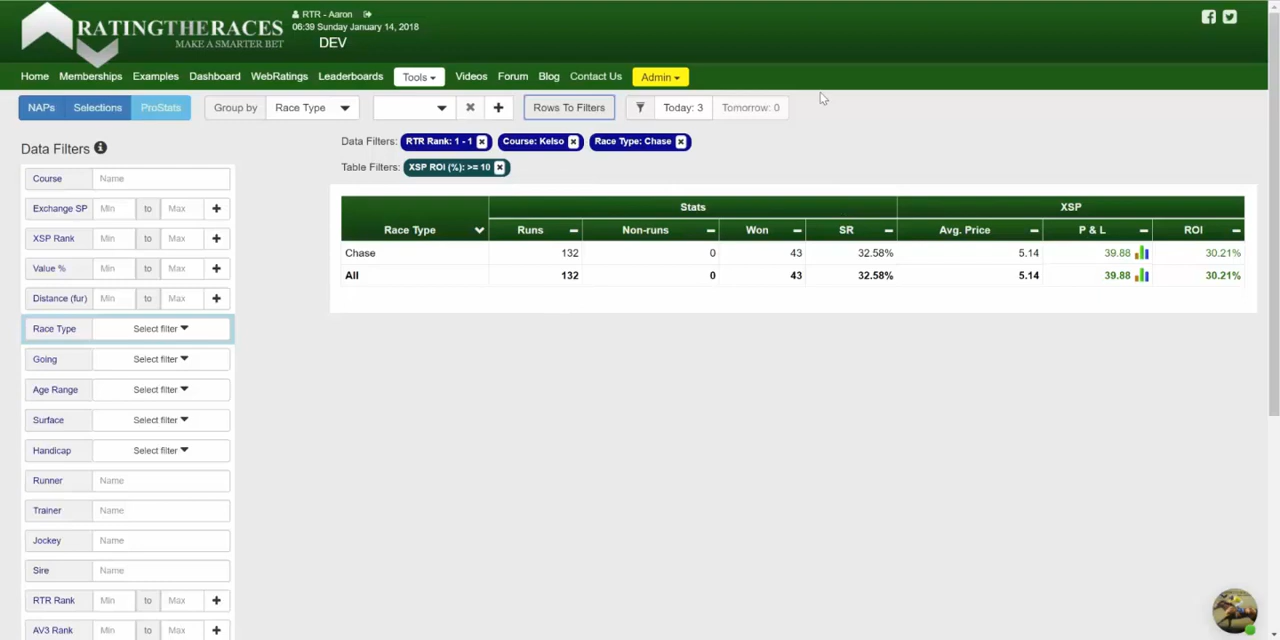 RATINGTHERACES
MAKE A SMARTER BET
RTR - Aaron
06:39 Sunday January 14, 2018
DEV
Home Memberships Examples Dashboard WebRatings Leaderboards Tools Videos Forum Blog Contact Us Admin
NAPs Selections ProStats Group by Race Type Rows To Filters Today: 3 Tomorrow: 0
Data Filters
Course Name
Exchange SP Min to Max
XSP Rank Min to Max
Value % Min to Max
Distance (fur) Min to Max
Race Type Select filter
Going Select filter
Age Range Select filter
Surface Select filter
Handicap Select filter
Runner Name
Trainer Name
Jockey Name
Sire Name
RTR Rank Min to Max
AV3 Rank Min to Max
Data Filters: RTR Rank: 1 - 1 Course: Kelso Race Type: Chase
Table Filters: XSP ROI (%): >= 10
Stats XSP
Race Type Runs Non-runs Won SR Avg. Price P & L ROI
Chase 132 0 43 32.58% 5.14 39.88 30.21%
All 132 0 43 32.58% 5.14 39.88 30.21%